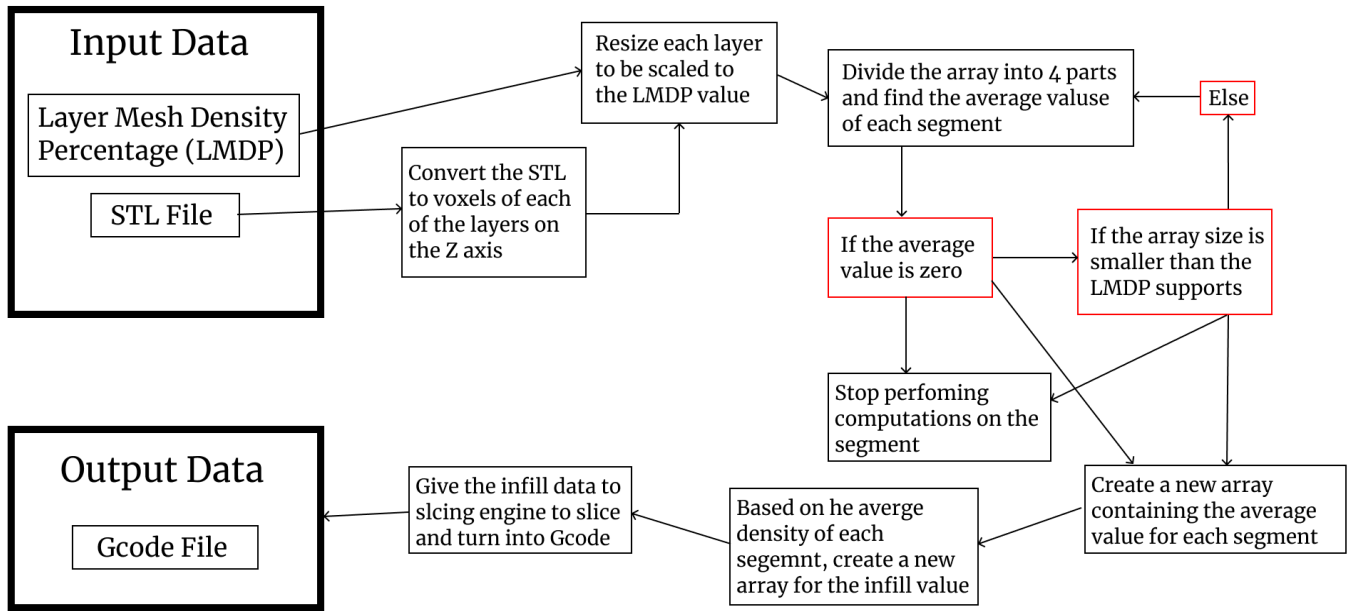 Input Data
Layer Mesh Density
Percentage (LMDP)
STL File
Convert the STL
to voxels of each
of the layers on
the Z axis
Resize each layer
to be scaled to
the LMDP value
Divide the array into 4 parts
and find the average valuse
of each segment
Else
If the average
value is zero
If the array size is
smaller than the
LMDP supports
Stop perfoming
computations on the
segment
Create a new array
containing the average
value for each segment
Based on he averge
density of each
segemnt, create a new
array for the infill value
Give the infill data to
slcing engine to slice
and turn into Gcode
Output Data
Gcode File